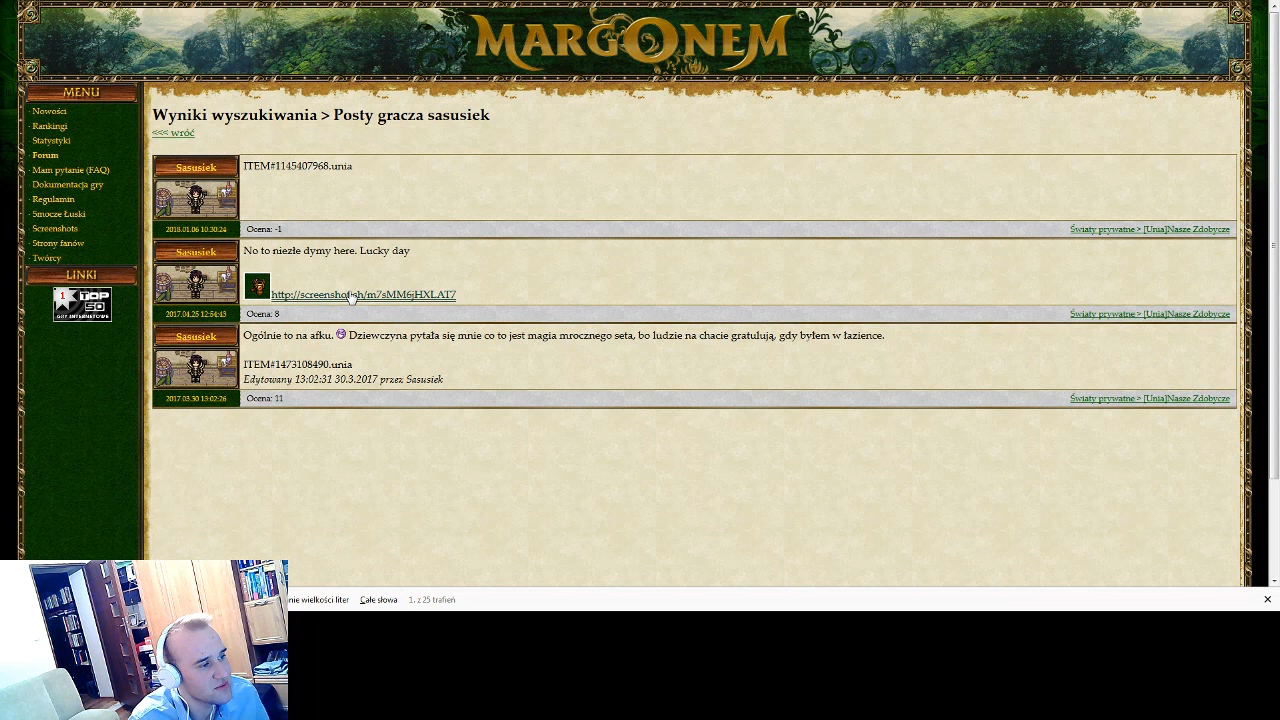 MARGONEM
MENU
· Nowości
· Rankingi
· Statystyki
· Forum
· Mam pytanie (FAQ)
· Dokumentacja gry
· Regulamin
· Smocze Łuski
· Screenshots
· Strony fanów
· Twórcy
LINKI
1 TOP 50
GRY INTERNETOWE
Wyniki wyszukiwania > Posty gracza sasusiek
<<< wróć
Sasusiek
ITEM#1145407968.unia
2018.01.06 10:30:24
Ocena: -1
Światy prywatne > [Unia]Nasze Zdobycze
Sasusiek
No to niezłe dymy here. Lucky day
2017.04.25 12:54:43
Ocena: 8
Światy prywatne > [Unia]Nasze Zdobycze
Sasusiek
Ogólnie to na afku. Dziewczyna pytała się mnie co to jest magia mrocznego seta, bo ludzie na chacie gratulują, gdy byłem w łazience.
ITEM#1473108490.unia
Edytowany 13:02:31 30.3.2017 przez Sasusiek
2017.03.30 13:02:26
Ocena: 11
Światy prywatne > [Unia]Nasze Zdobycze
wielkości liter Całe słowa 1. z 25 trafień